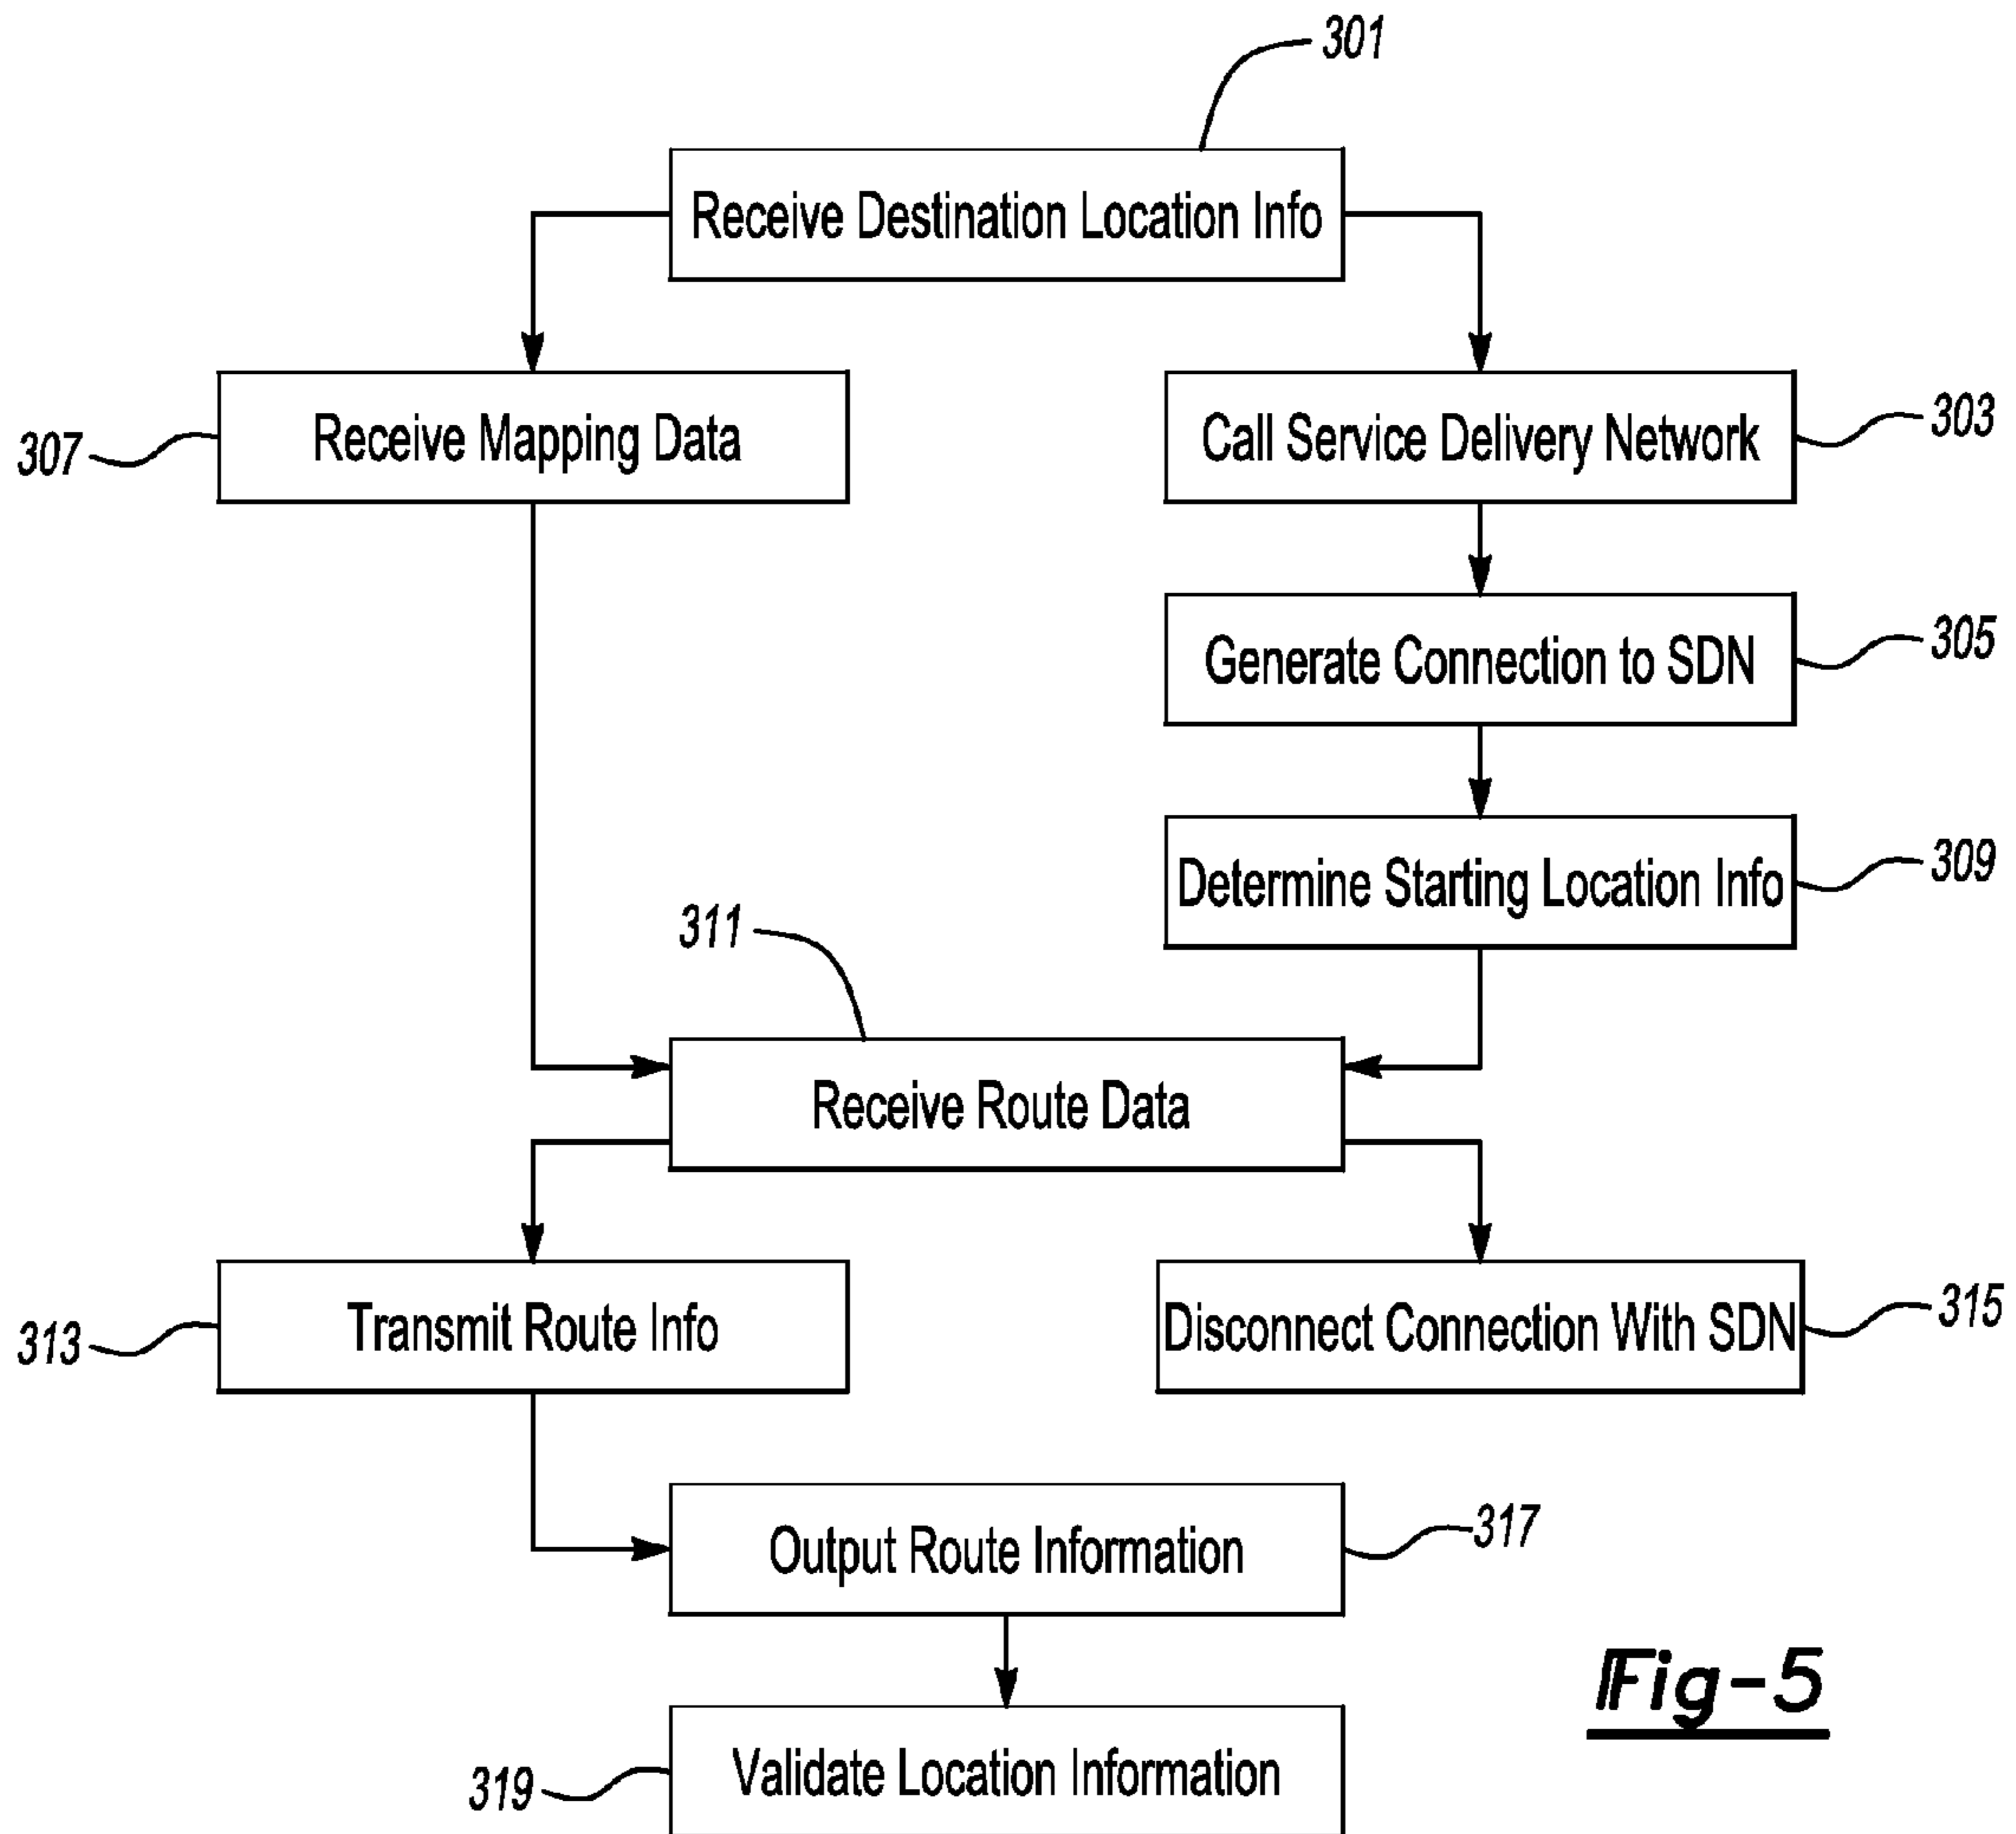 301
Receive Destination Location Info
Receive Mapping Data
307
Call Service Delivery Network
303
Generate Connection to SDN
305
Determine Starting Location Info
309
311
Receive Route Data
Transmit Route Info
313
Disconnect Connection With SDN
315
Output Route Information
317
Validate Location Information
319
Fig-5